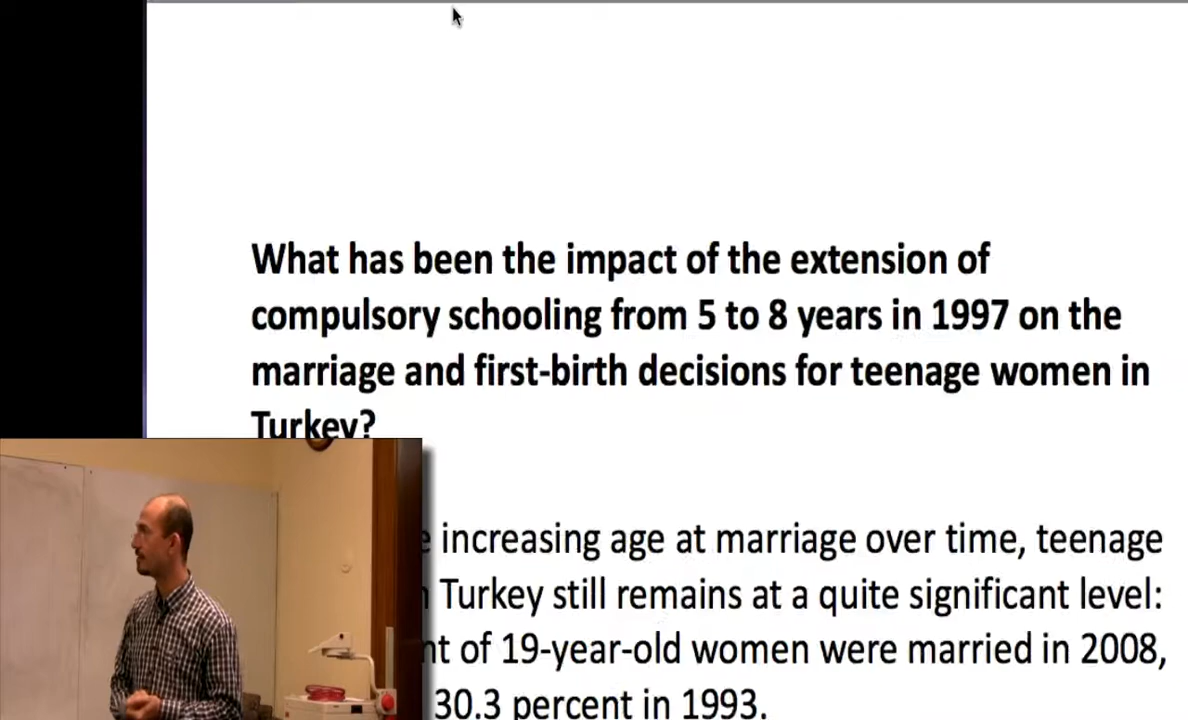 What has been the impact of the extension of
compulsory schooling from 5 to 8 years in 1997 on the
marriage and first-birth decisions for teenage women in
Turkey?
increasing age at marriage over time, teenage
Turkey still remains at a quite significant level:
of 19-year-old women were married in 2008,
30.3 percent in 1993.